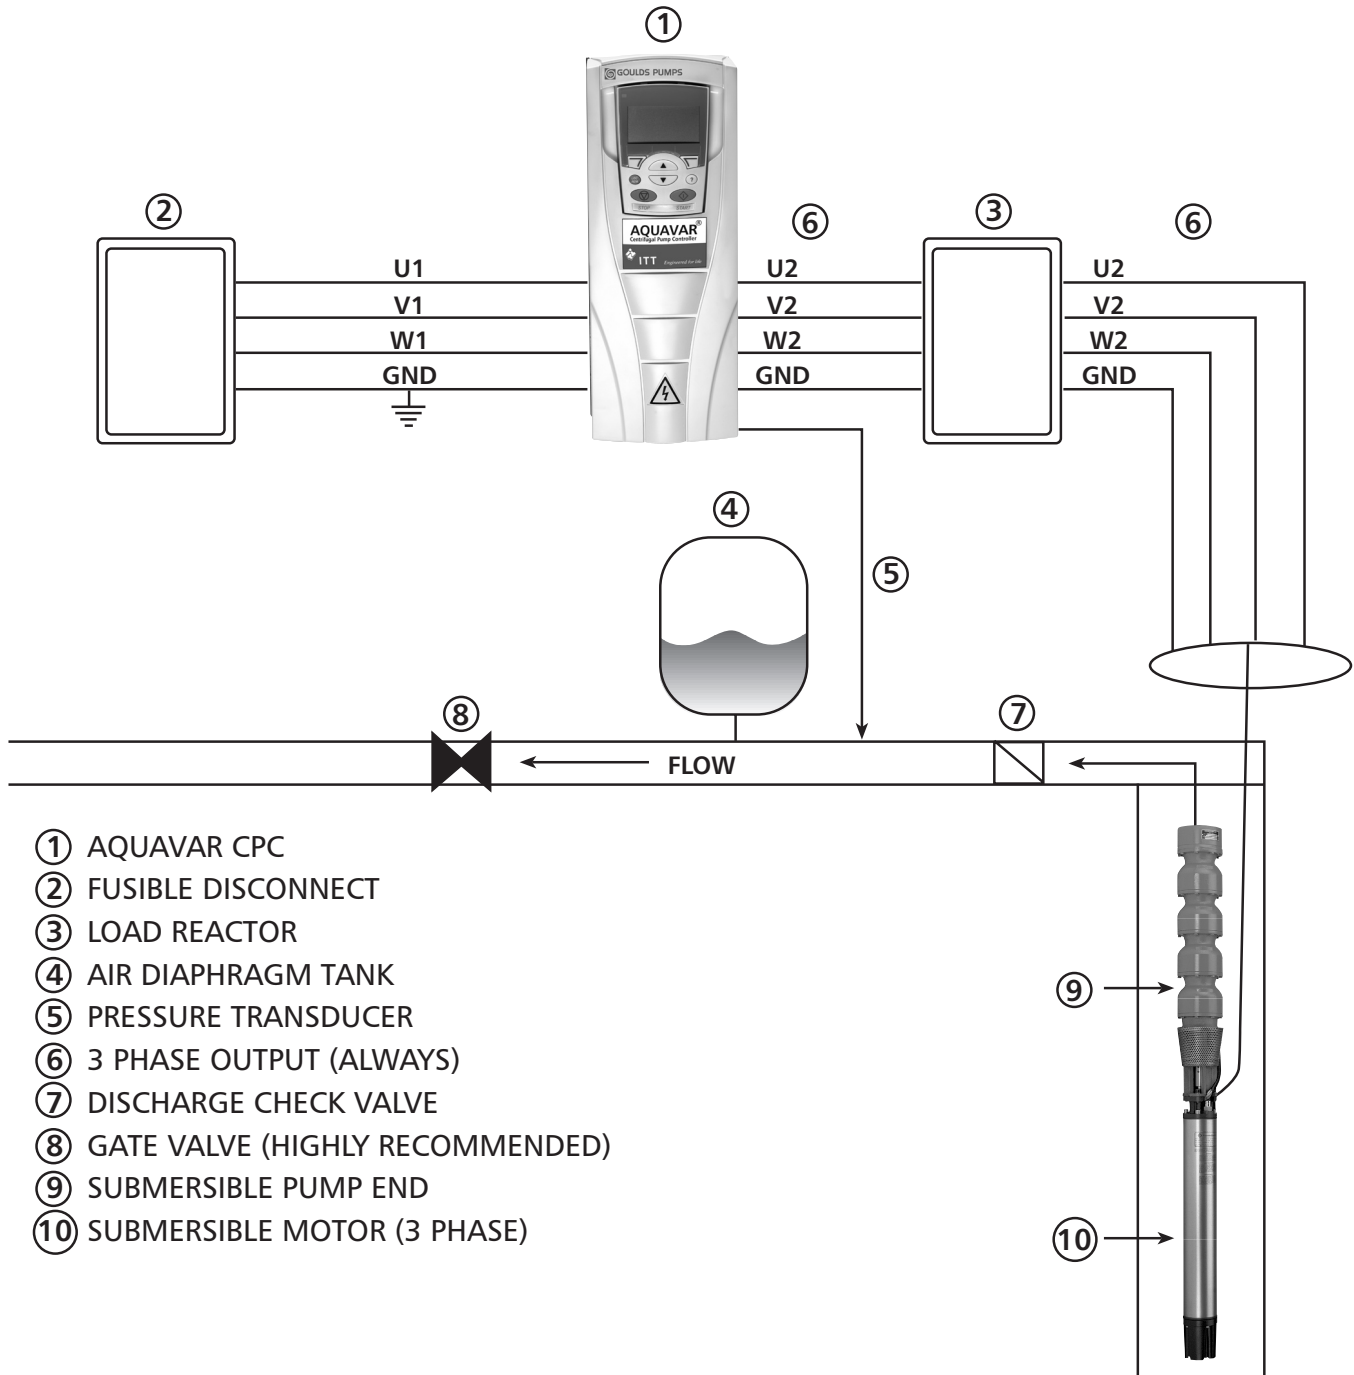 1
GOULDS PUMPS
?
STOP
START
AQUAVAR®
Centrifugal Pump Controller
ITT Engineered for life
2
6
3
6
U1
U2
U2
V1
V2
V2
W1
W2
W2
GND
GND
GND
4
5
8
7
FLOW
1 AQUAVAR CPC
2 FUSIBLE DISCONNECT
3 LOAD REACTOR
4 AIR DIAPHRAGM TANK
5 PRESSURE TRANSDUCER
6 3 PHASE OUTPUT (ALWAYS)
7 DISCHARGE CHECK VALVE
8 GATE VALVE (HIGHLY RECOMMENDED)
9 SUBMERSIBLE PUMP END
10 SUBMERSIBLE MOTOR (3 PHASE)
9
10